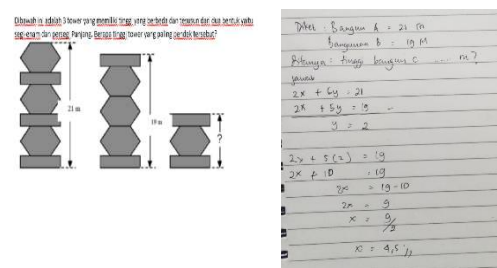 Dibawah ini adalah 3 tower yang memiliki tinggi yang berbeda dan tersusun dari dua bentuk yaitu
segi-enam dan persegi Panjang. Berapa tinggi tower yang paling pendek tersebut?
21 m
19 m
?
Diket : Bangun A = 21 m
Bangunan B = 19 M
Ditanya : tinggi bangun C .... m ?
jawab
2x + 6y = 21
2x + 5y = 19 -
y = 2
2x + 5(2) = 19
2x + 10 = 19
2x = 19 - 10
2x = 9
x = 9/2
x = 4,5 //